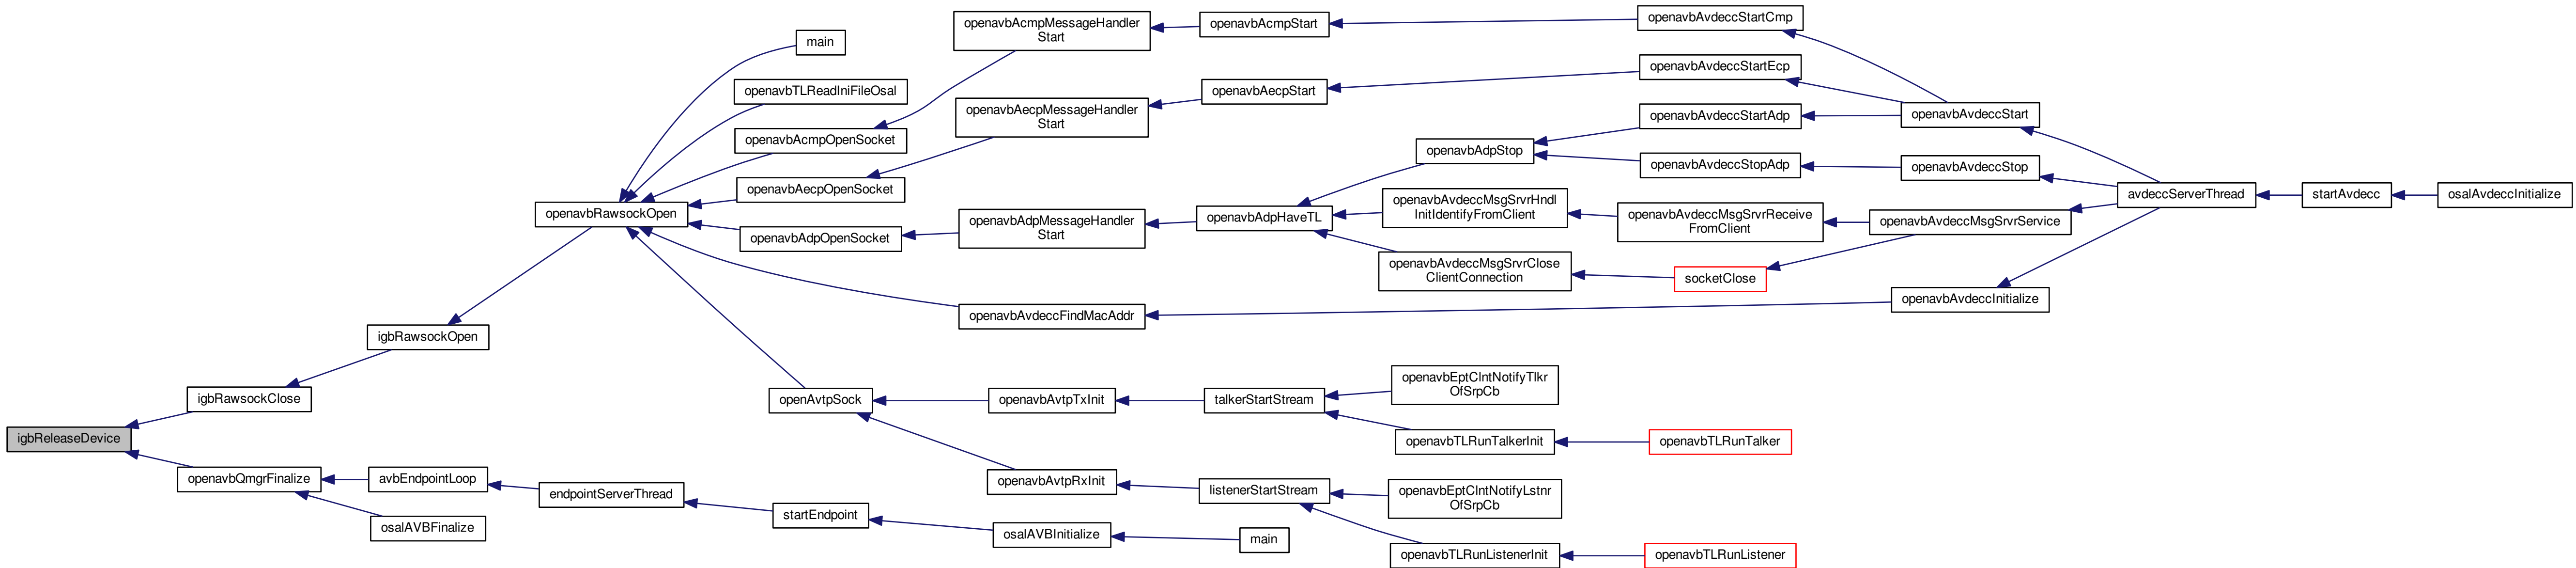 igbReleaseDevice
igbRawsockClose
openavbQmgrFinalize
igbRawsockOpen
avbEndpointLoop
osalAVBFinalize
openavbRawsockOpen
endpointServerThread
main
openavbTLReadIniFileOsal
openavbAcmpOpenSocket
openavbAecpOpenSocket
openavbAdpOpenSocket
openAvtpSock
startEndpoint
openavbAcmpMessageHandler
Start
openavbAecpMessageHandler
Start
openavbAdpMessageHandler
Start
openavbAvdeccFindMacAddr
openavbAvtpTxInit
openavbAvtpRxInit
osalAVBInitialize
openavbAcmpStart
openavbAecpStart
openavbAdpHaveTL
talkerStartStream
listenerStartStream
main
openavbAdpStop
openavbAvdeccMsgSrvrHndl
InitIdentifyFromClient
openavbAvdeccMsgSrvrClose
ClientConnection
openavbEptClntNotifyTlkr
OfSrpCb
openavbTLRunTalkerInit
openavbEptClntNotifyLstnr
OfSrpCb
openavbTLRunListenerInit
openavbAvdeccStartCmp
openavbAvdeccStartEcp
openavbAvdeccStartAdp
openavbAvdeccStopAdp
openavbAvdeccMsgSrvrReceive
FromClient
socketClose
openavbTLRunTalker
openavbTLRunListener
openavbAvdeccStart
openavbAvdeccStop
openavbAvdeccMsgSrvrService
openavbAvdeccInitialize
avdeccServerThread
startAvdecc
osalAvdeccInitialize